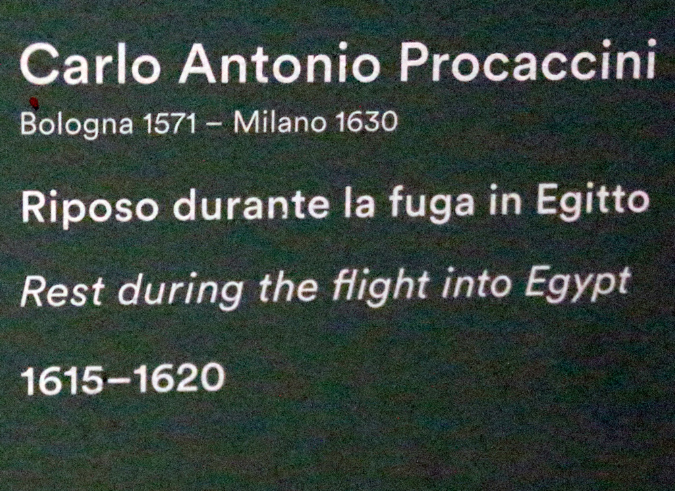 Carlo Antonio Procaccini
Bologna 1571 – Milano 1630
Riposo durante la fuga in Egitto
Rest during the flight into Egypt
1615–1620